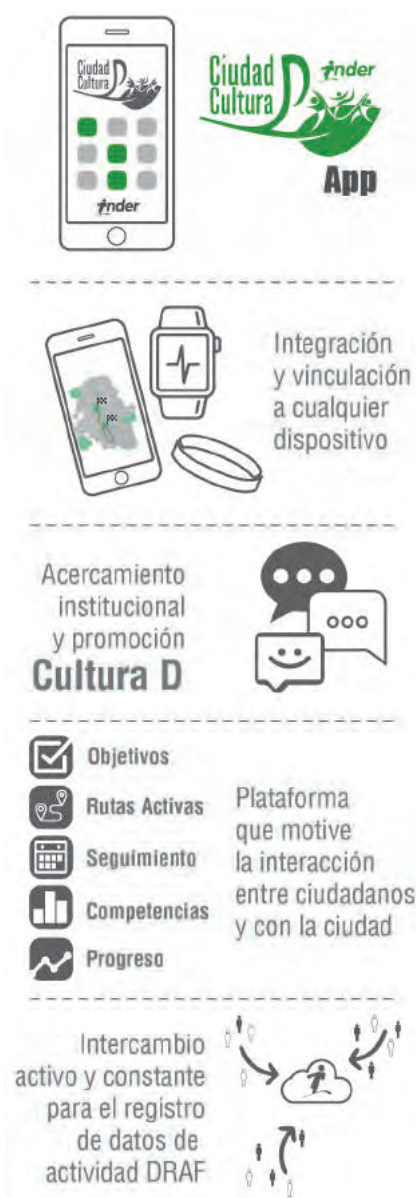 Ciudad
Cultura D
inder
Ciudad
Cultura D
inder
App
Integración
y vinculación
a cualquier
dispositivo
Acercamiento
institucional
y promoción
Cultura D
Objetivos
Rutas Activas
Seguimiento
Competencias
Progreso
Plataforma
que motive
la interacción
entre ciudadanos
y con la ciudad
Intercambio
activo y constante
para el registro
de datos de
actividad DRAF